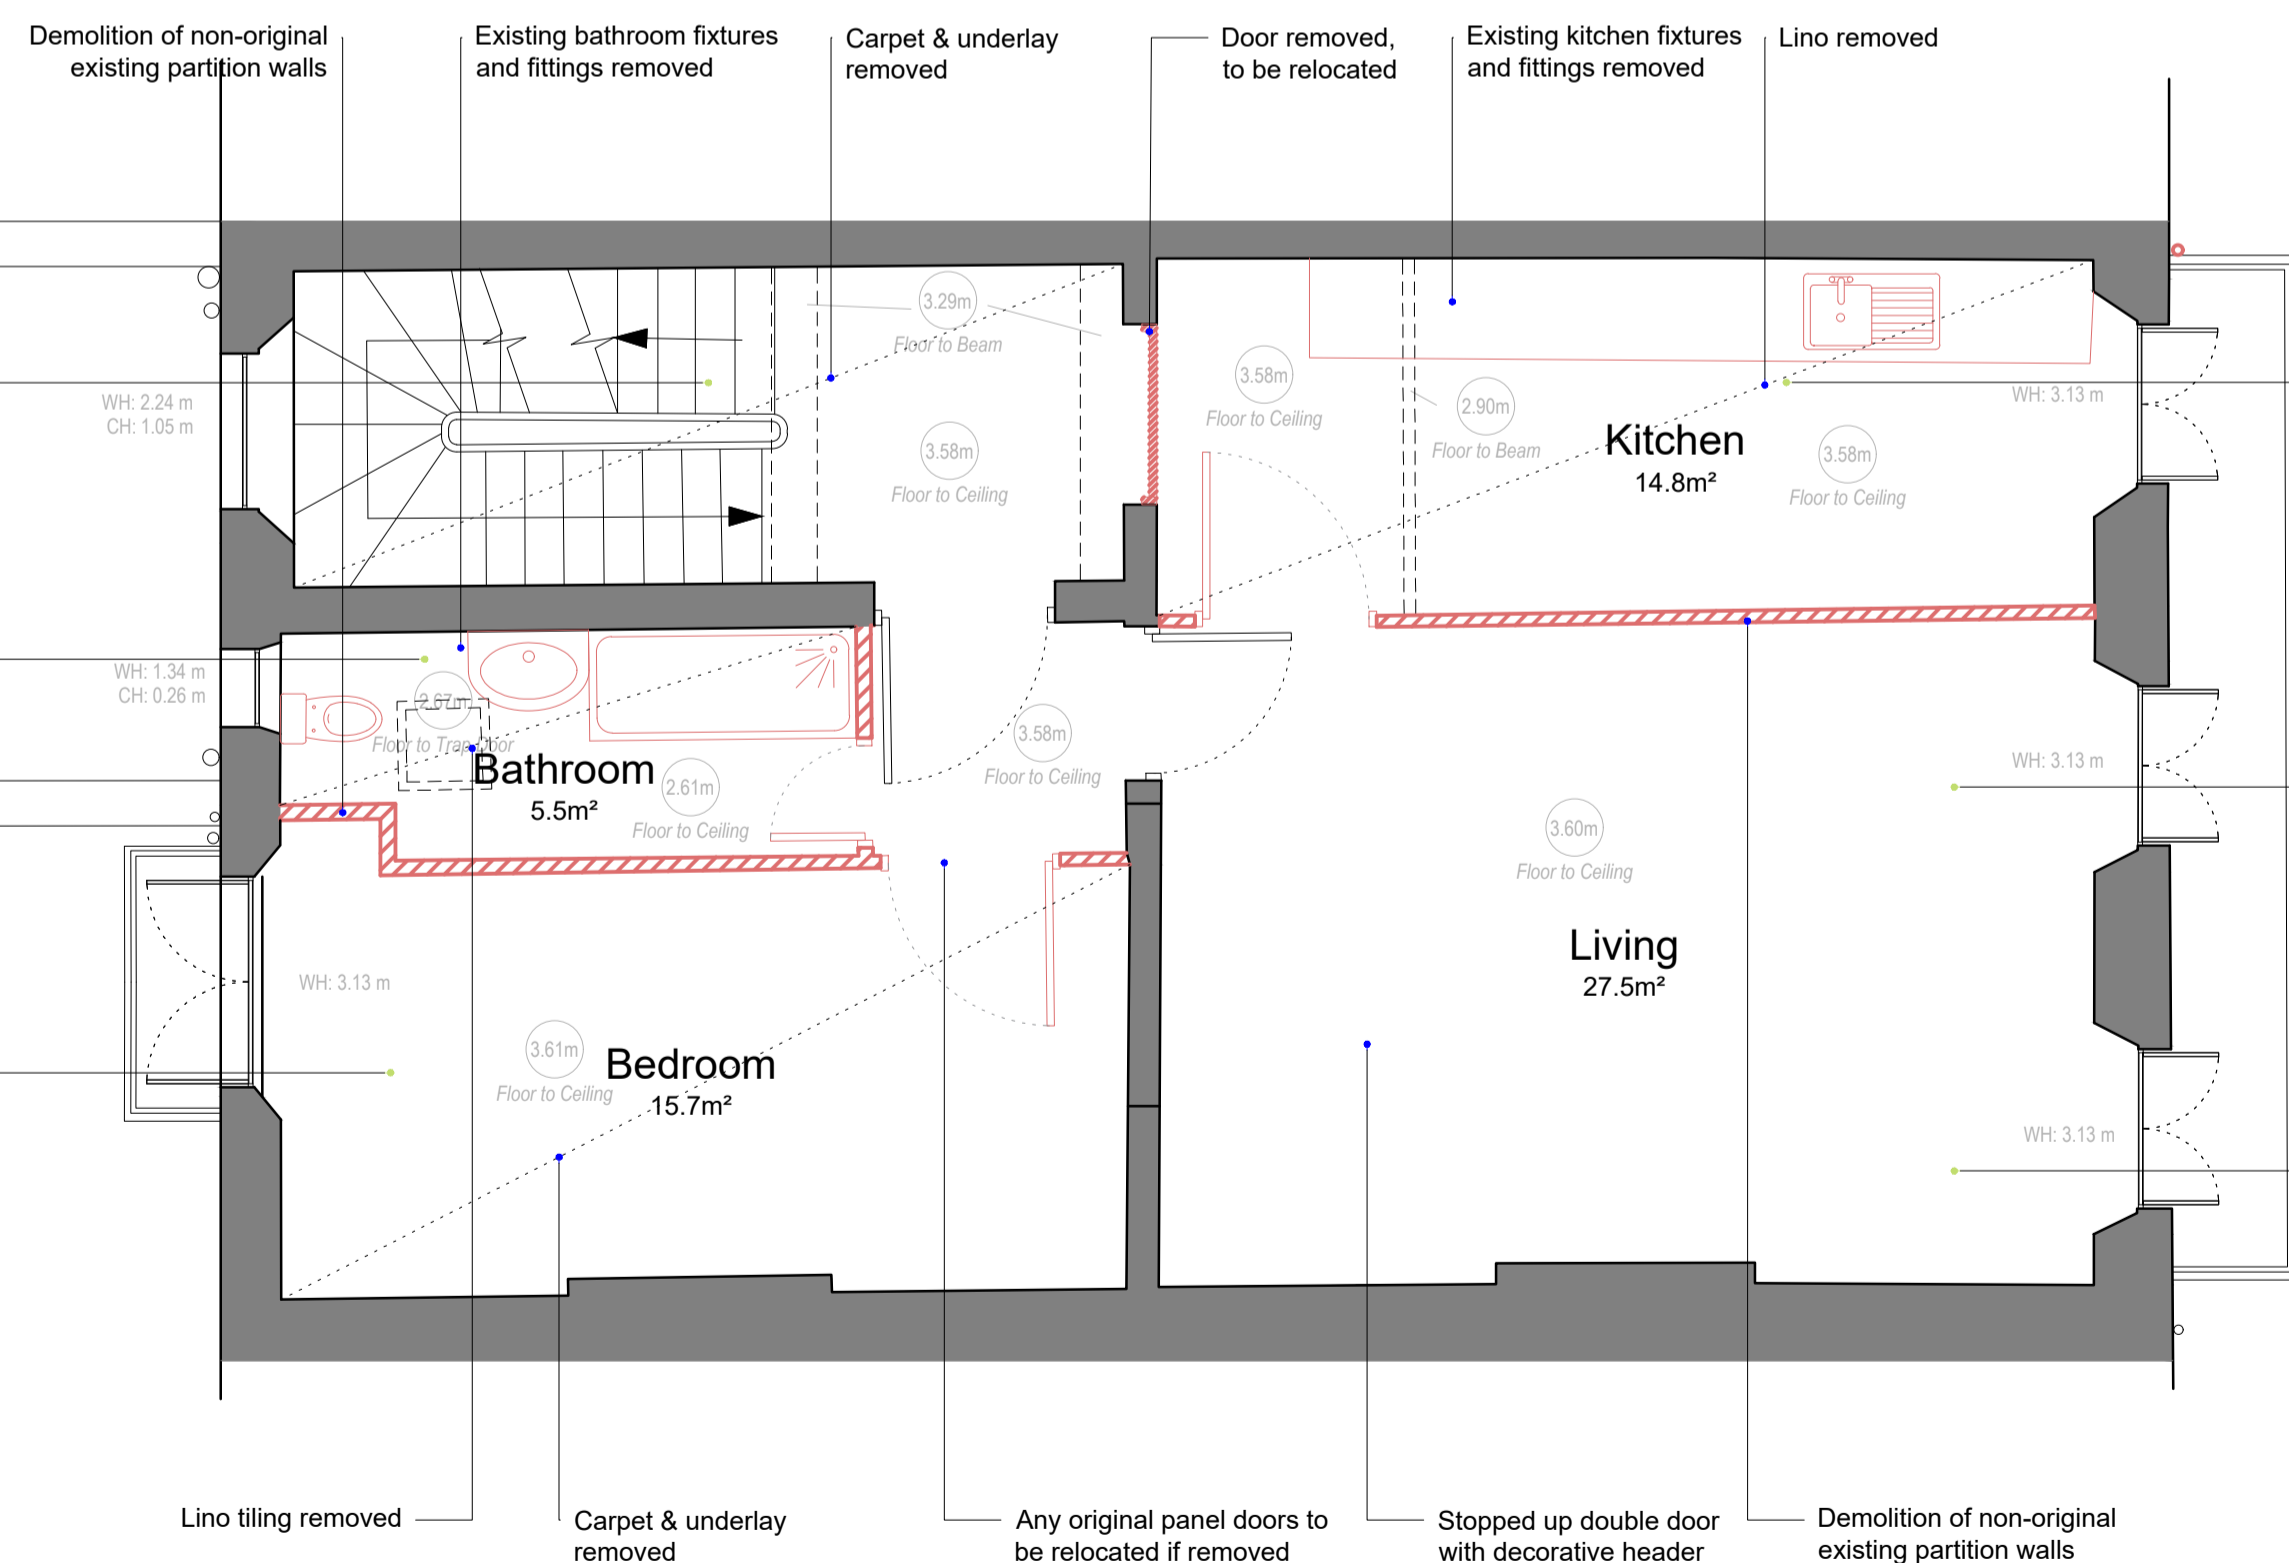 Demolition of non-original
existing partition walls
Existing bathroom fixtures
and fittings removed
Carpet & underlay
removed
Door removed,
to be relocated
Existing kitchen fixtures
and fittings removed
Lino removed
3.29m
Floor to Beam
WH: 2.24 m
CH: 1.05 m
3.58m
Floor to Ceiling
3.58m
Floor to Ceiling
2.90m
Floor to Beam
Kitchen
14.8m²
3.58m
Floor to Ceiling
WH: 3.13 m
WH: 1.34 m
CH: 0.26 m
2.67m
Floor to Trap Door
Bathroom
5.5m²
2.61m
Floor to Ceiling
3.58m
Floor to Ceiling
WH: 3.13 m
3.60m
Floor to Ceiling
Living
27.5m²
WH: 3.13 m
3.61m
Floor to Ceiling
Bedroom
15.7m²
WH: 3.13 m
Lino tiling removed
Carpet & underlay
removed
Any original panel doors to
be relocated if removed
Stopped up double door
with decorative header
Demolition of non-original
existing partition walls